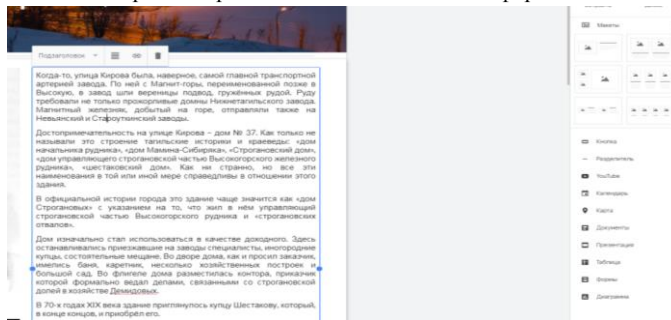 Подзаголовок
Когда-то, улица Кирова была, наверное, самой главной транспортной
артерией завода. По ней с Магнит-горы, переименованной позже в
Высокую, в завод шли вереницы подвод, гружённых рудой. Руду
требовали не только прожорливые домны Нижнетагильского завода.
Магнитный железняк, добытый на горе, отправляли также на
Невьянский и Староуткинский заводы.
Достопримечательность на улице Кирова – дом № 37. Как только не
называли это строение тагильские историки и краеведы: «дом
начальника рудника», «дом Мамина-Сибиряка», «Строгановский дом»,
«дом управляющего строгановской частью Высокогорского железного
рудника», «шестаковский дом». Как ни странно, но все эти
наименования в той или иной мере справедливы в отношении этого
здания.
В официальной истории города это здание чаще значится как «дом
Строгановых» с указанием на то, что жил в нём управляющий
строгановской частью Высокогорского рудника и «строгановских
отвалов».
Дом изначально стал использоваться в качестве доходного. Здесь
останавливались приезжавшие на заводы специалисты, иногородние
купцы, состоятельные мещане. Во дворе дома, как и просил заказчик,
имелись баня, каретник, несколько хозяйственных построек и
большой сад. Во флигеле дома разместилась контора, приказчик
которой формально ведал делами, связанными со строгановской
долей в хозяйстве Демидовых.
В 70-х годах XIX века здание приглянулось купцу Шестакову, который,
в конце концов, и приобрёл его.
Макеты
Кнопка
Разделитель
YouTube
Календарь
Карта
Документы
Презентация
Таблица
Формы
Диаграмма